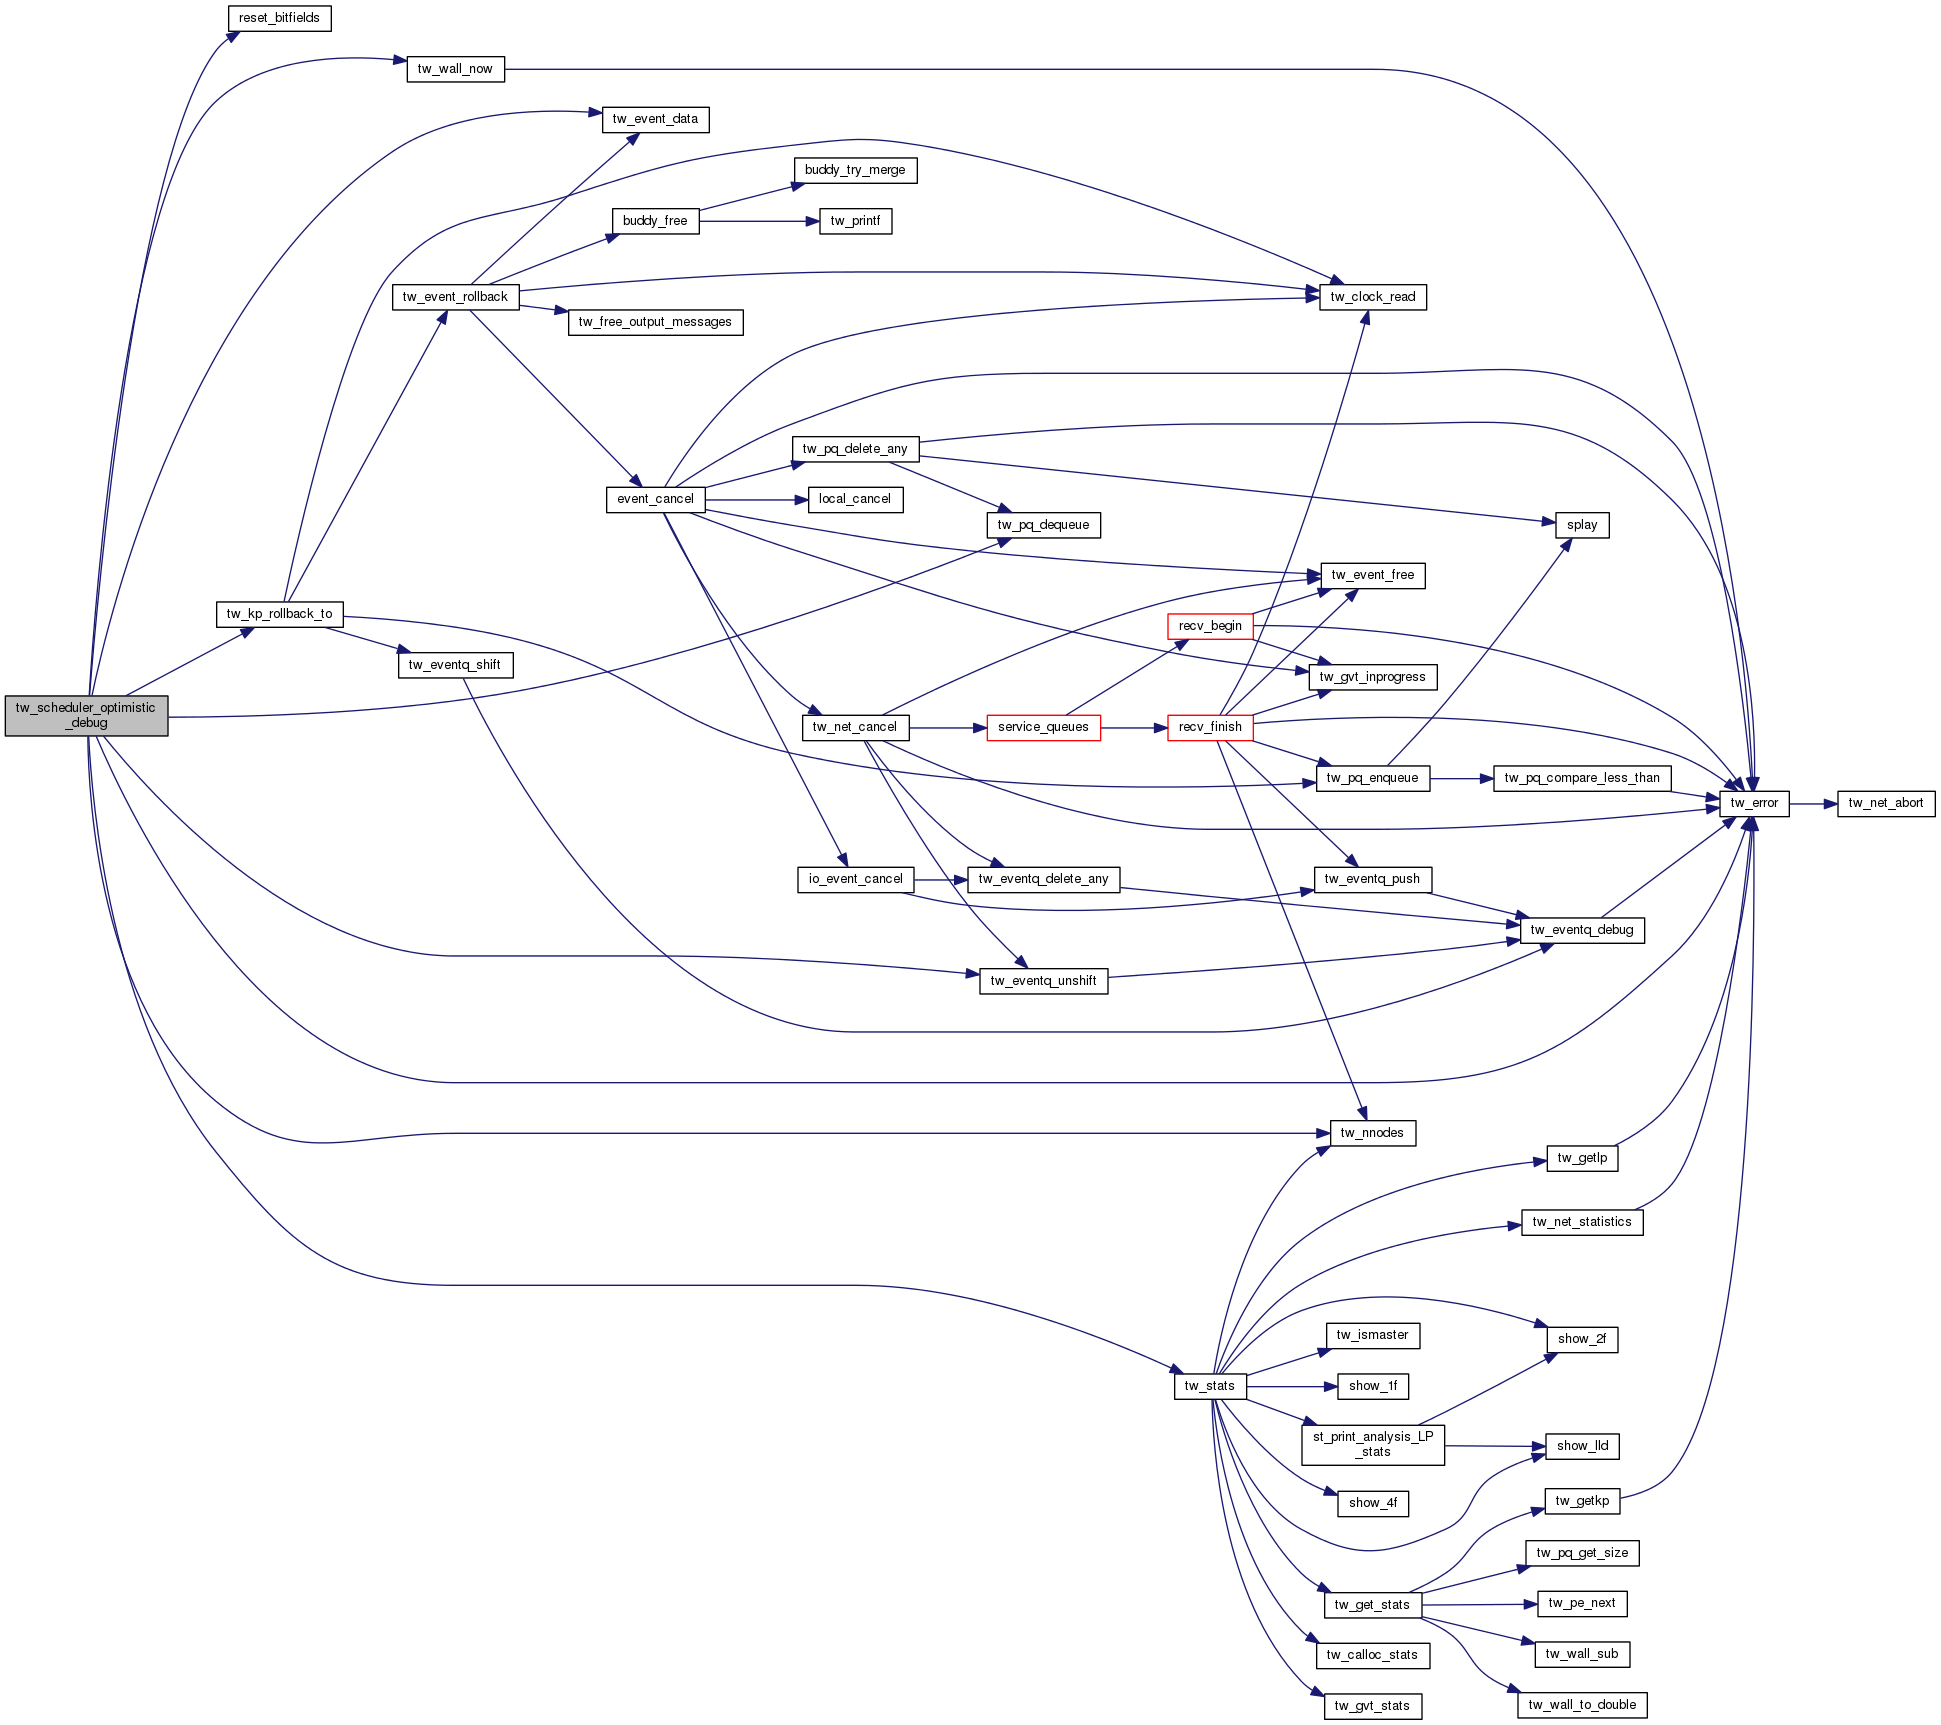 reset_bitfields
tw_wall_now
tw_event_data
buddy_try_merge
buddy_free
tw_printf
tw_event_rollback
tw_clock_read
tw_free_output_messages
tw_pq_delete_any
event_cancel
local_cancel
tw_pq_dequeue
splay
tw_event_free
tw_kp_rollback_to
recv_begin
tw_eventq_shift
tw_gvt_inprogress
tw_scheduler_optimistic
_debug
tw_net_cancel
service_queues
recv_finish
tw_pq_enqueue
tw_pq_compare_less_than
tw_error
tw_net_abort
io_event_cancel
tw_eventq_delete_any
tw_eventq_push
tw_eventq_debug
tw_eventq_unshift
tw_nnodes
tw_getlp
tw_net_statistics
tw_ismaster
show_2f
tw_stats
show_1f
st_print_analysis_LP
_stats
show_lld
show_4f
tw_getkp
tw_pq_get_size
tw_get_stats
tw_pe_next
tw_calloc_stats
tw_wall_sub
tw_gvt_stats
tw_wall_to_double